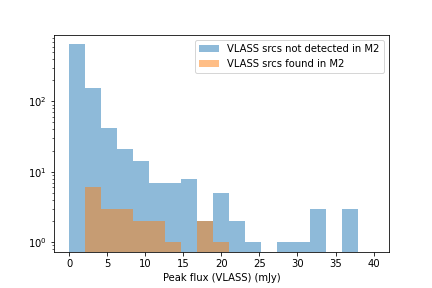 VLASS srcs not detected in M2
VLASS srcs found in M2
10²
10¹
10⁰
0 5 10 15 20 25 30 35 40
Peak flux (VLASS) (mJy)